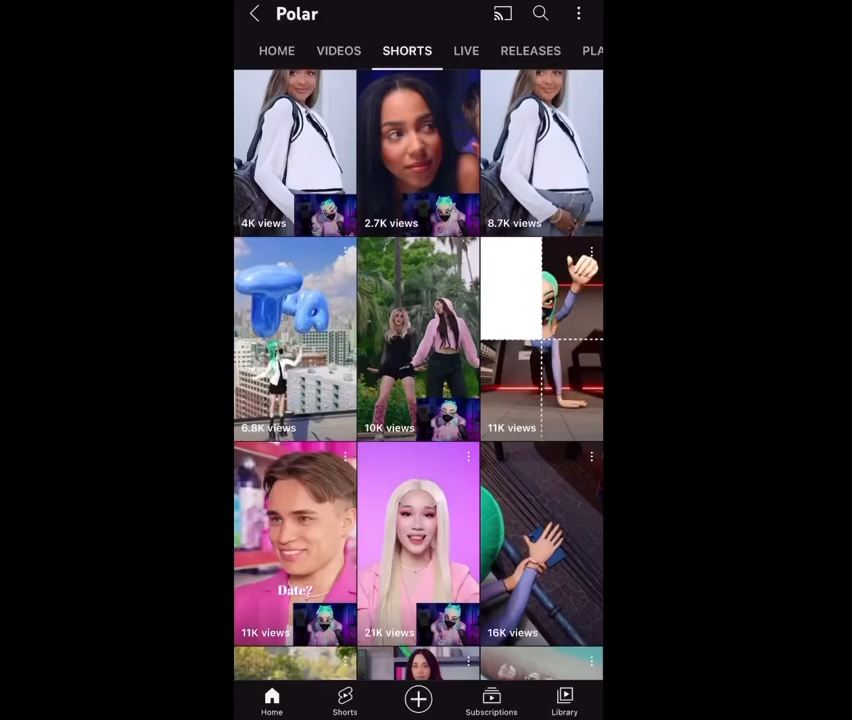 Polar
HOME VIDEOS SHORTS LIVE RELEASES PLA
4K views 2.7K views 8.7K views
6.8K views 10K views 11K views
Date?
11K views 21K views 16K views
Home Shorts Subscriptions Library